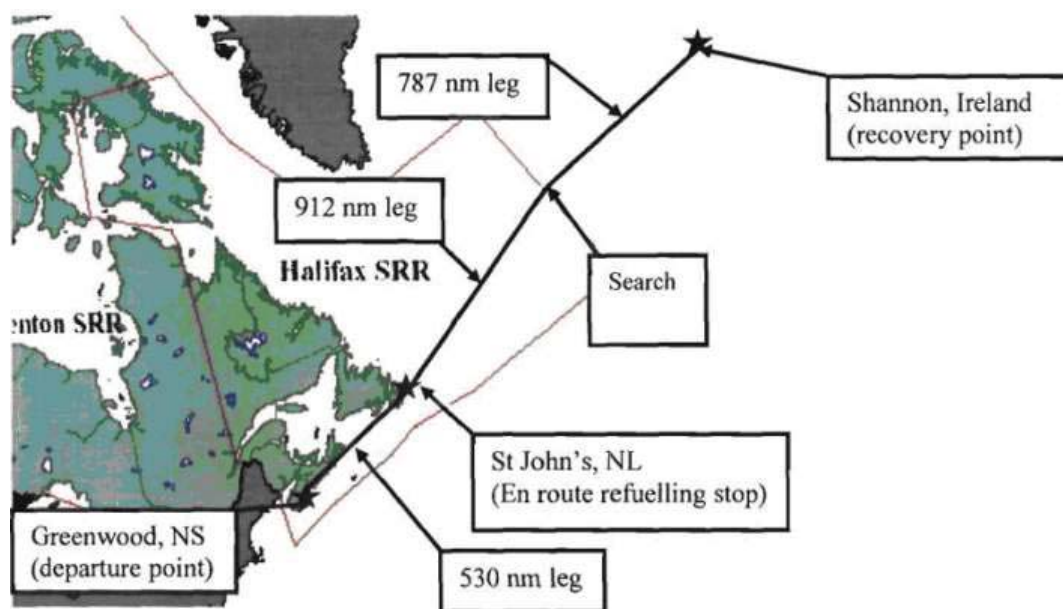 787 nm leg
Shannon, Ireland
(recovery point)
912 nm leg
Halifax SRR
Search
enton SRR
St John's, NL
(En route refuelling stop)
Greenwood, NS
(departure point)
530 nm leg